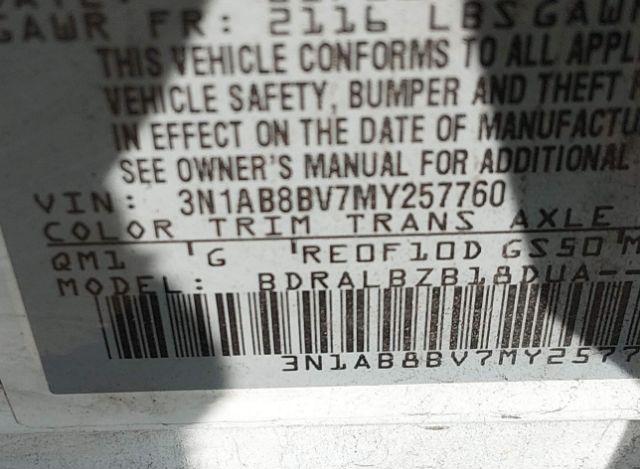 GAWR FR: 2116 LBS GAWR
THIS VEHICLE CONFORMS TO ALL APPL
VEHICLE SAFETY, BUMPER AND THEFT
IN EFFECT ON THE DATE OF MANUFACTU
SEE OWNER'S MANUAL FOR ADDITIONAL
VIN: 3N1AB8BV7MY257760
COLOR TRIM TRANS AXLE
QM1 G RE0F10D GS50 M
MODEL: BDRALBZB18DUA--
3N1AB8BV7MY2577